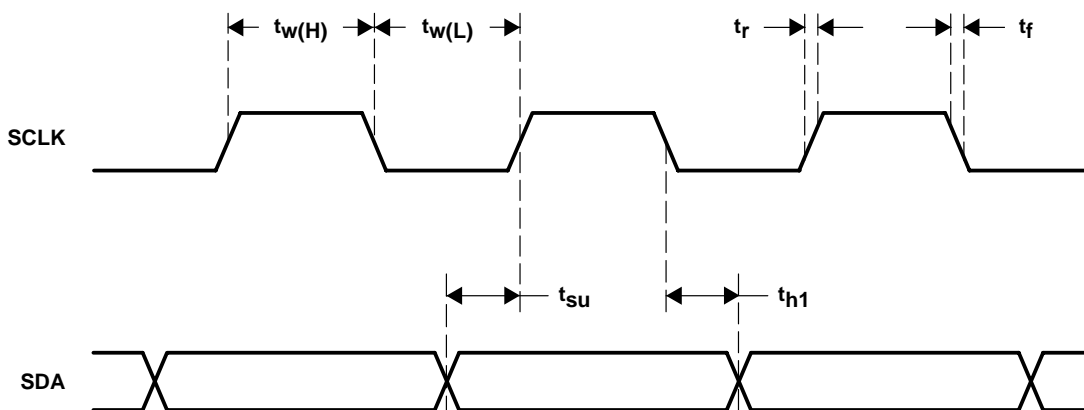 tw(H)
tw(L)
tr
tf
SCLK
tsu
th1
SDA